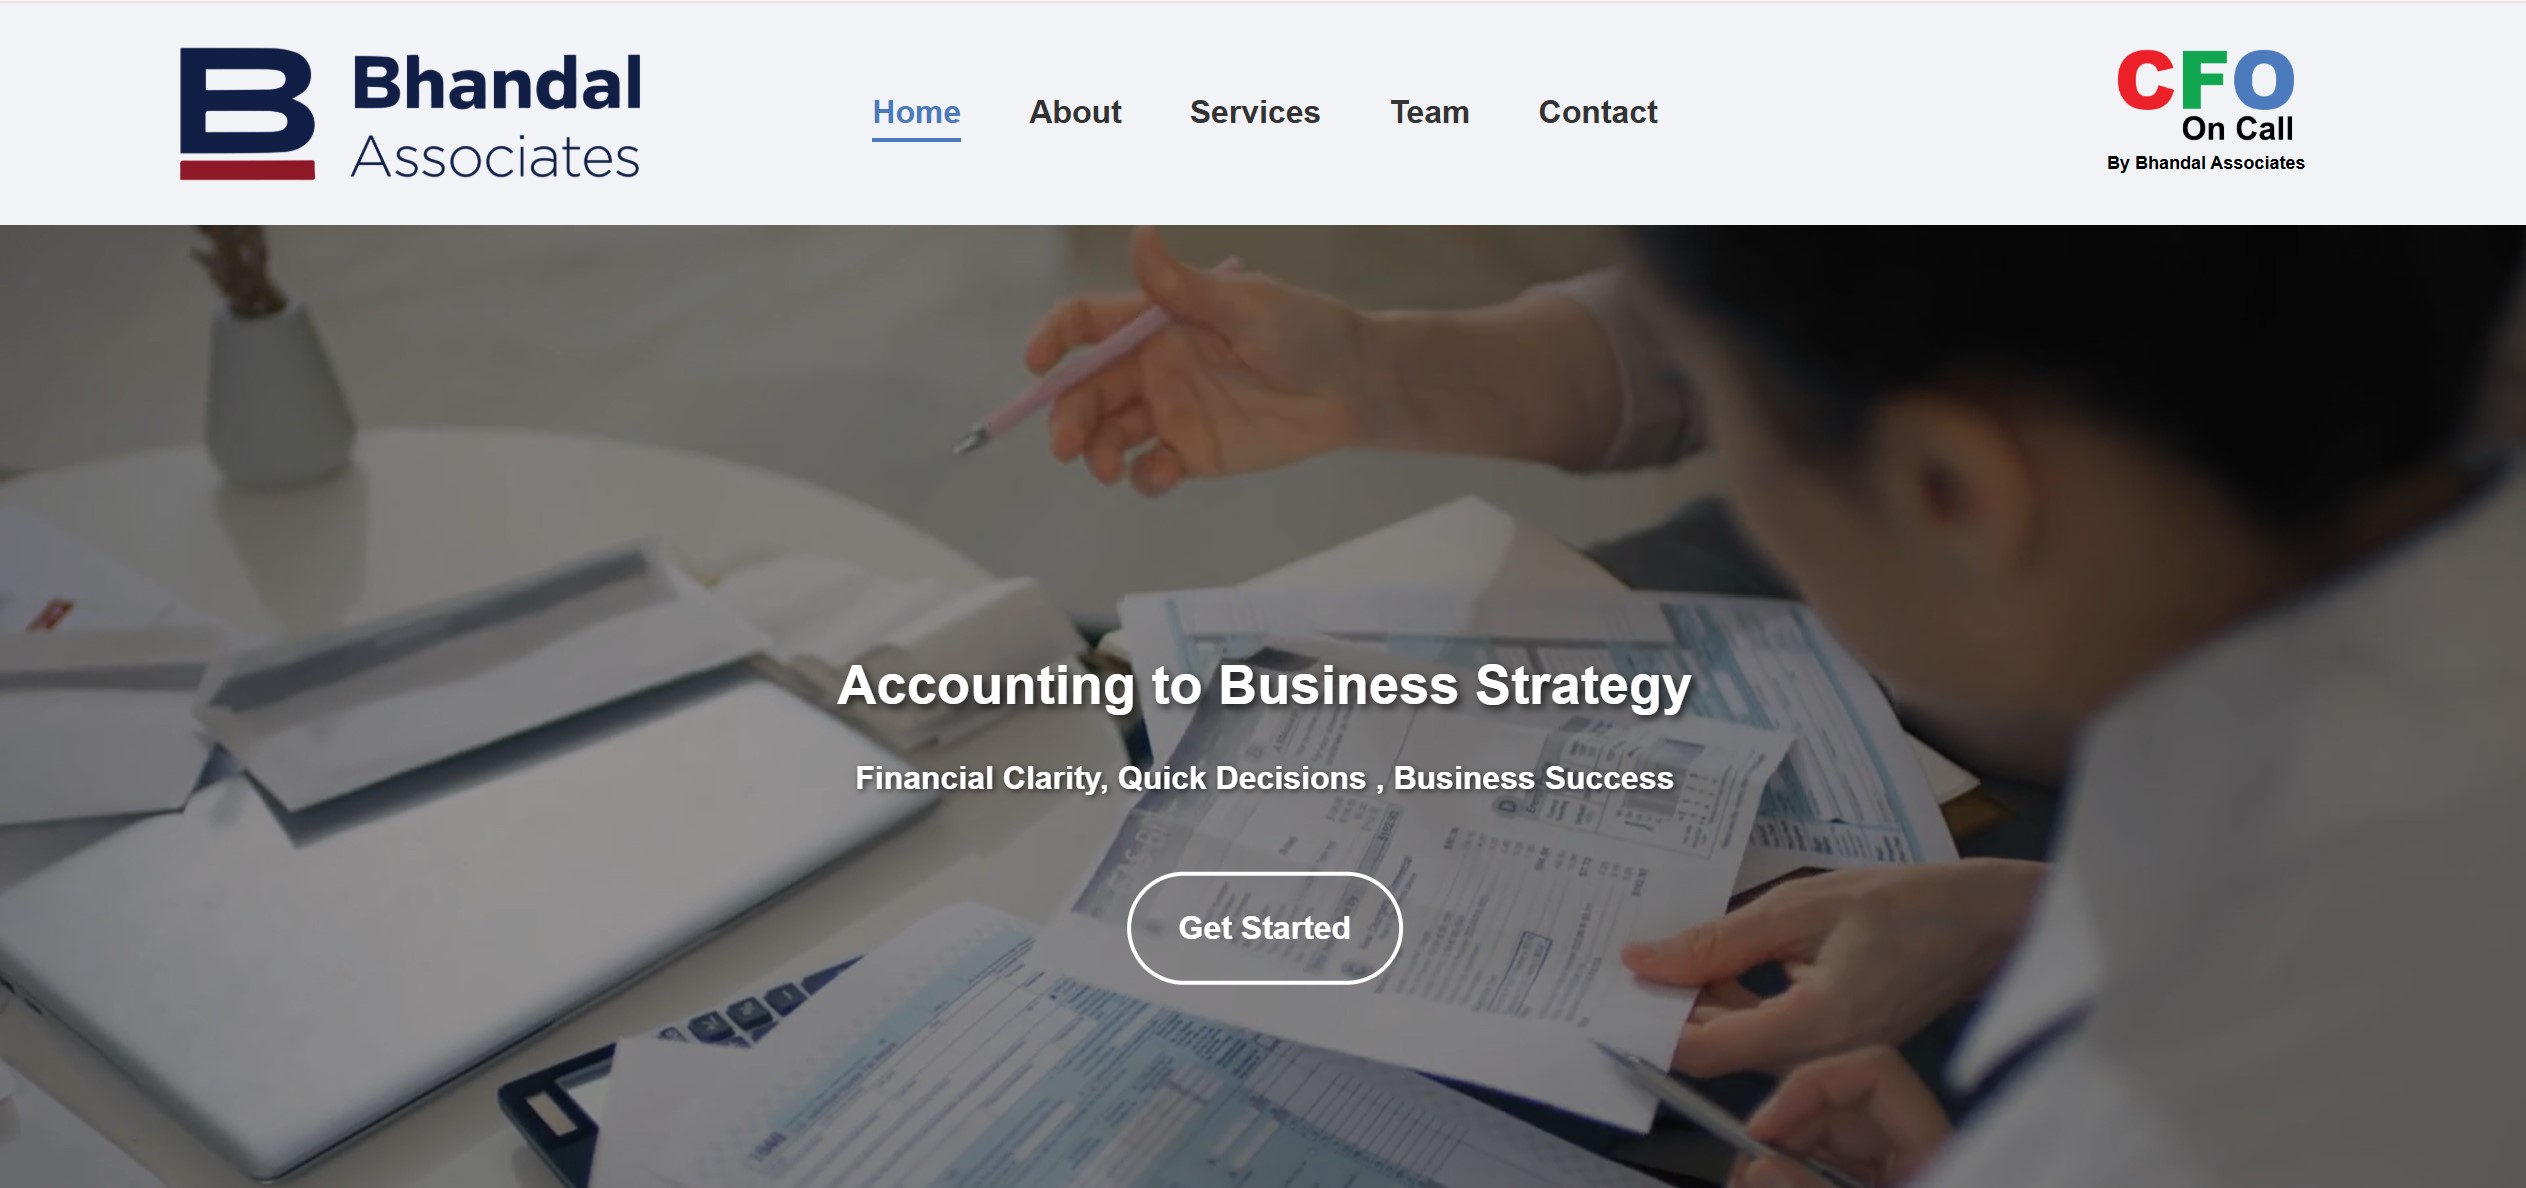 Bhandal
Associates
Home
About
Services
Team
Contact
CFO
On Call
By Bhandal Associates
Accounting to Business Strategy
Financial Clarity, Quick Decisions , Business Success
Get Started
1040